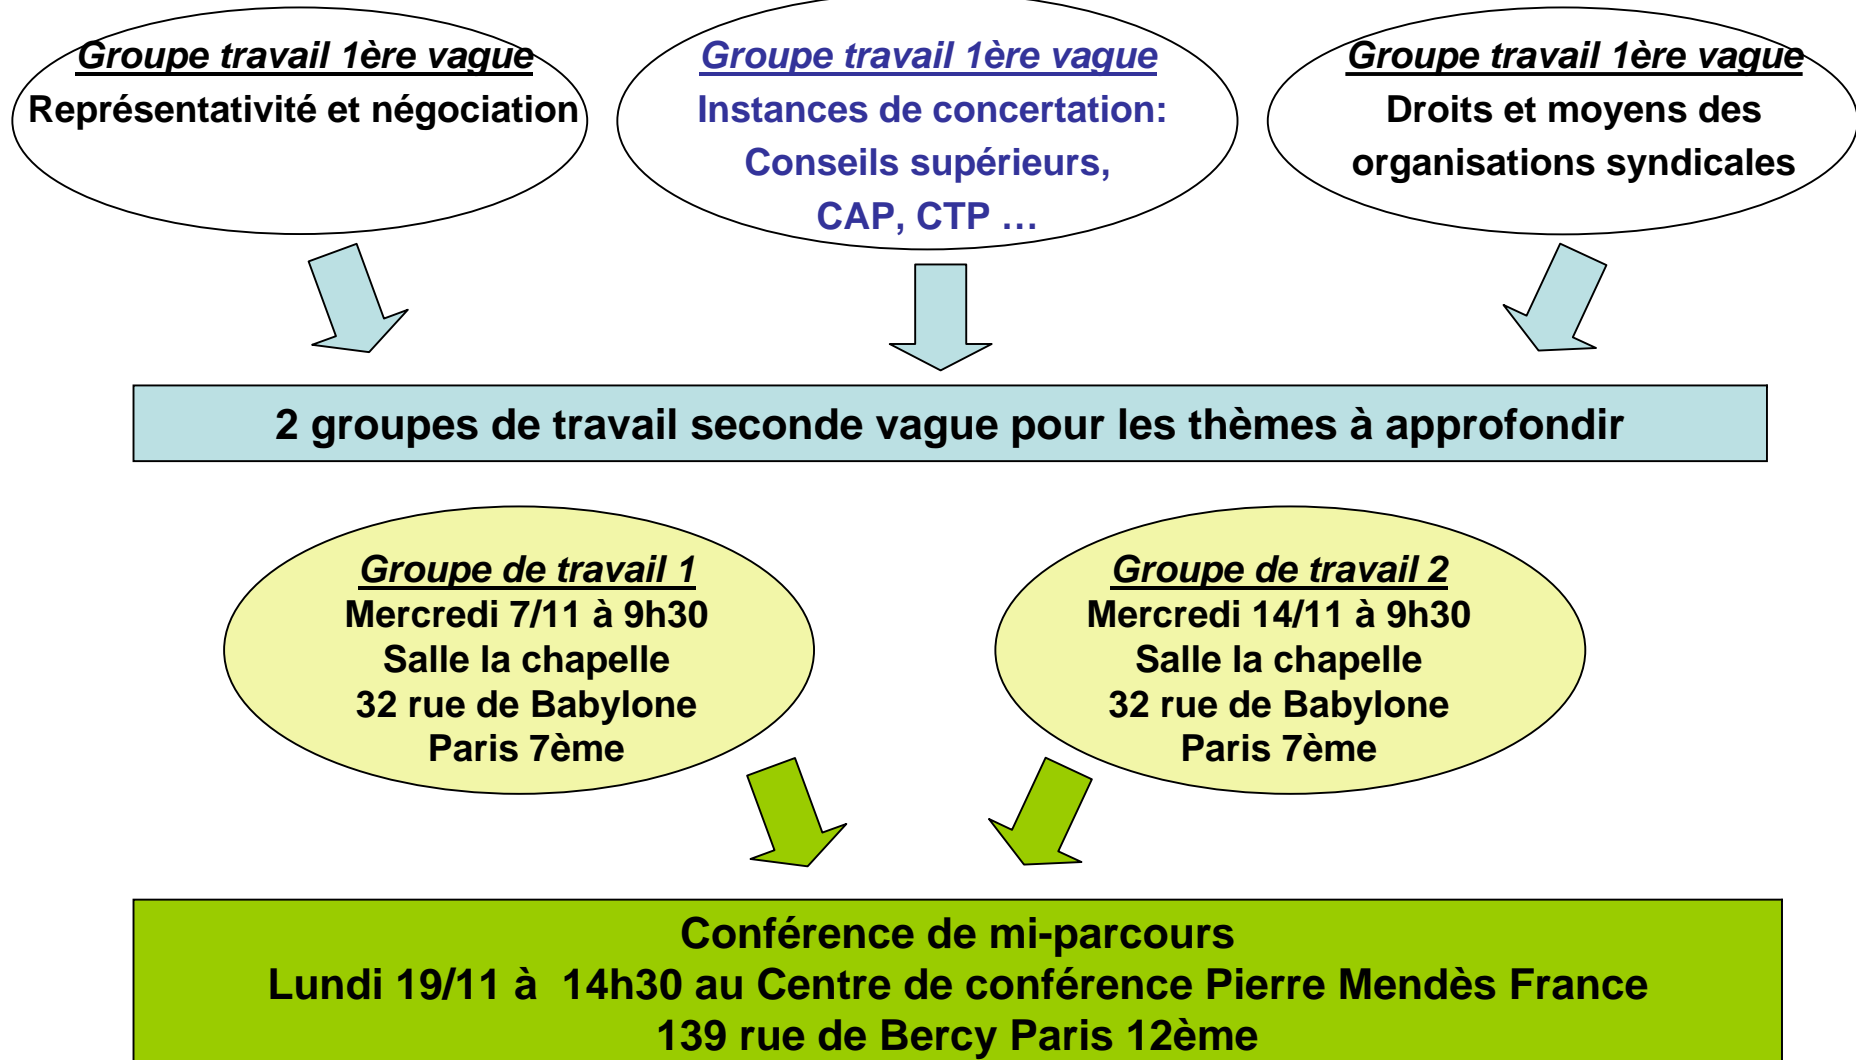 Groupe travail 1ère vague
Représentativité et négociation
Groupe travail 1ère vague
Instances de concertation:
Conseils supérieurs,
CAP, CTP …
Groupe travail 1ère vague
Droits et moyens des
organisations syndicales
2 groupes de travail seconde vague pour les thèmes à approfondir
Groupe de travail 1
Mercredi 7/11 à 9h30
Salle la chapelle
32 rue de Babylone
Paris 7ème
Groupe de travail 2
Mercredi 14/11 à 9h30
Salle la chapelle
32 rue de Babylone
Paris 7ème
Conférence de mi-parcours
Lundi 19/11 à 14h30 au Centre de conférence Pierre Mendès France
139 rue de Bercy Paris 12ème